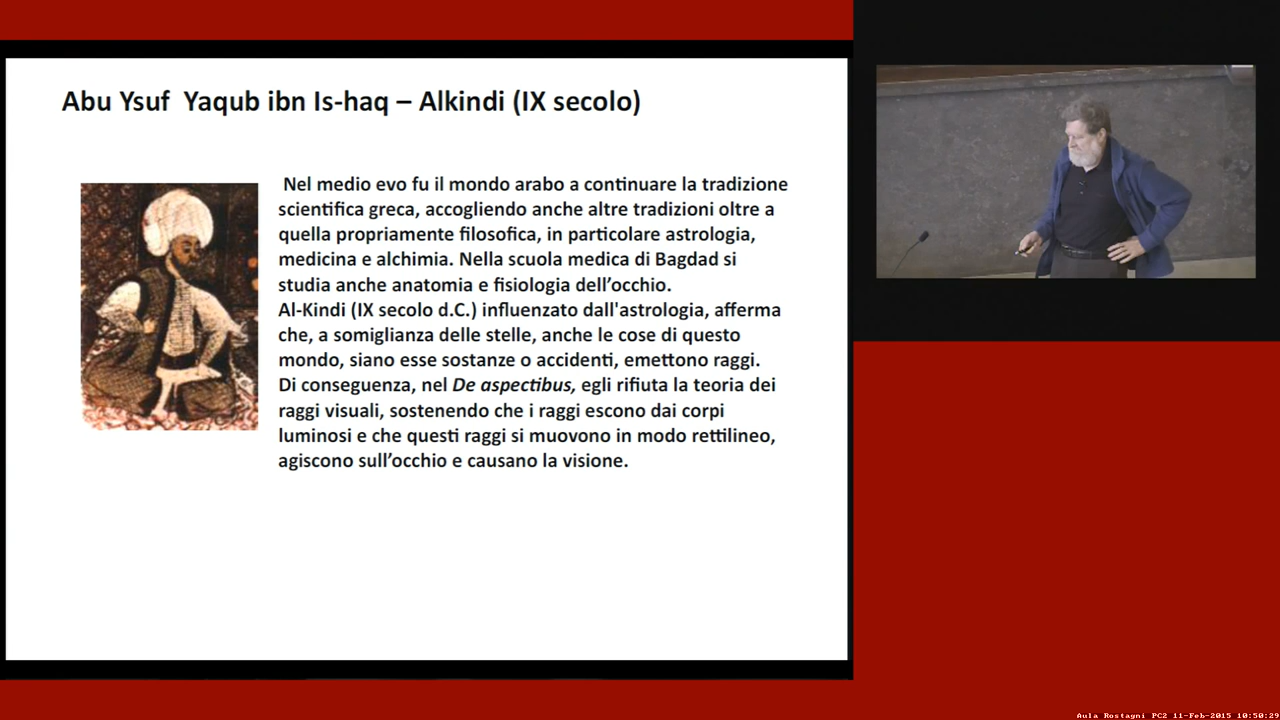 Abu Ysuf  Yaqub ibn Is-haq – Alkindi (IX secolo)
Nel medio evo fu il mondo arabo a continuare la tradizione
scientifica greca, accogliendo anche altre tradizioni oltre a
quella propriamente filosofica, in particolare astrologia,
medicina e alchimia. Nella scuola medica di Bagdad si
studia anche anatomia e fisiologia dell’occhio.
Al-Kindi (IX secolo d.C.) influenzato dall'astrologia, afferma
che, a somiglianza delle stelle, anche le cose di questo
mondo, siano esse sostanze o accidenti, emettono raggi.
Di conseguenza, nel De aspectibus, egli rifiuta la teoria dei
raggi visuali, sostenendo che i raggi escono dai corpi
luminosi e che questi raggi si muovono in modo rettilineo,
agiscono sull’occhio e causano la visione.
Aula Rostagni PC2 11-Feb-2015 10:50:29